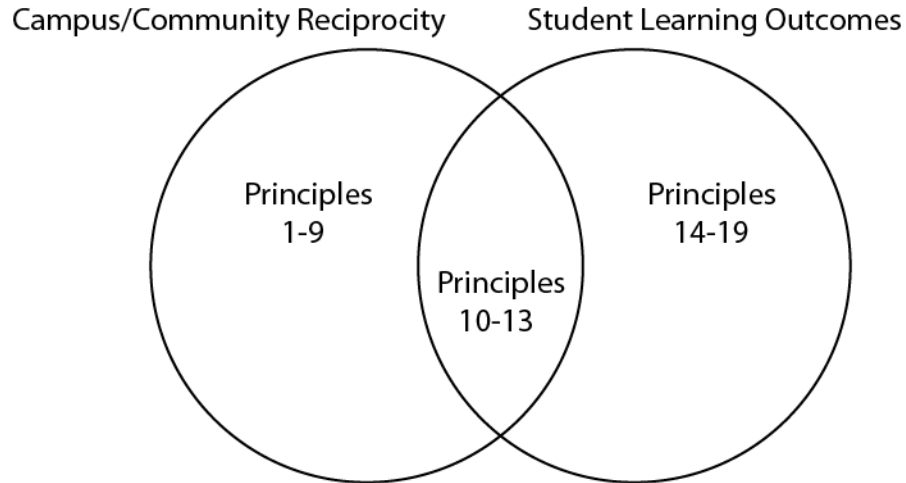 Campus/Community Reciprocity
Student Learning Outcomes
Principles
1-9
Principles
10-13
Principles
14-19